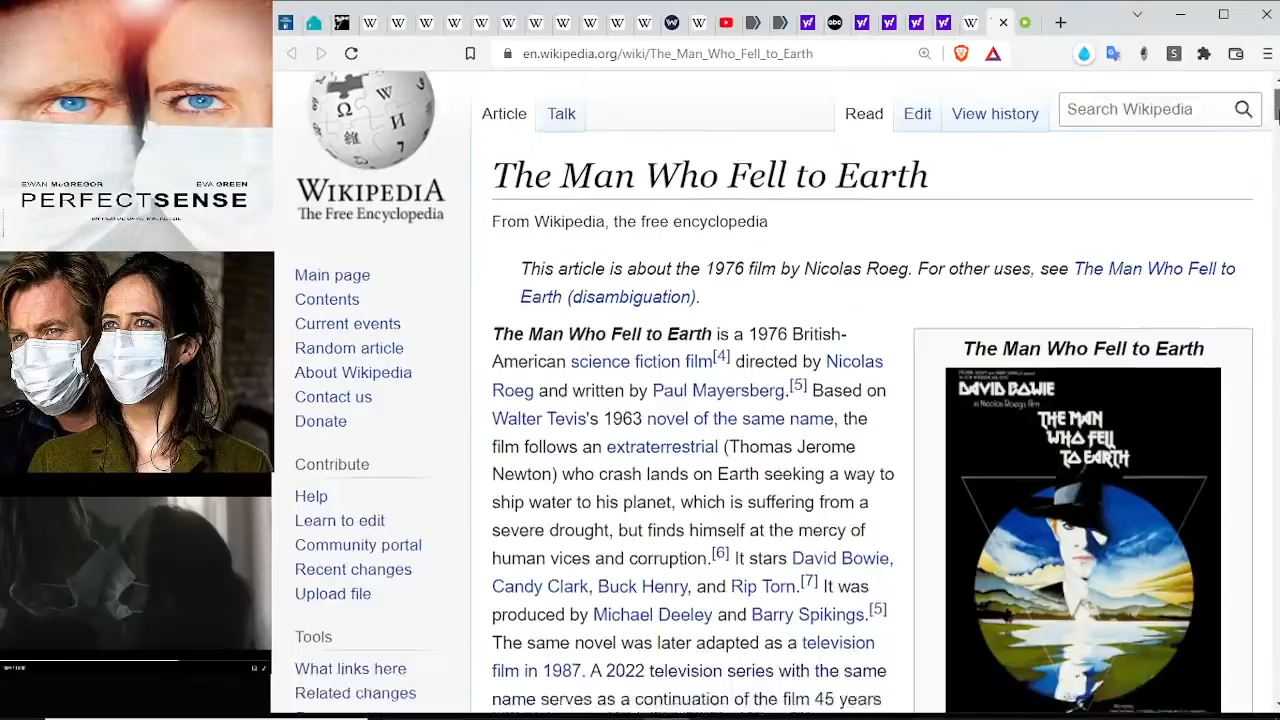 EWAN McGREGOR EVA GREEN
PERFECTSENSE
en.wikipedia.org/wiki/The_Man_Who_Fell_to_Earth
WIKIPEDIA
The Free Encyclopedia
Main page
Contents
Current events
Random article
About Wikipedia
Contact us
Donate
Contribute
Help
Learn to edit
Community portal
Recent changes
Upload file
Tools
What links here
Related changes
Article Talk Read Edit View history Search Wikipedia
The Man Who Fell to Earth
From Wikipedia, the free encyclopedia
This article is about the 1976 film by Nicolas Roeg. For other uses, see The Man Who Fell to
Earth (disambiguation).
The Man Who Fell to Earth is a 1976 British-
American science fiction film[4] directed by Nicolas
Roeg and written by Paul Mayersberg.[5] Based on
Walter Tevis's 1963 novel of the same name, the
film follows an extraterrestrial (Thomas Jerome
Newton) who crash lands on Earth seeking a way to
ship water to his planet, which is suffering from a
severe drought, but finds himself at the mercy of
human vices and corruption.[6] It stars David Bowie,
Candy Clark, Buck Henry, and Rip Torn.[7] It was
produced by Michael Deeley and Barry Spikings.[5]
The same novel was later adapted as a television
film in 1987. A 2022 television series with the same
name serves as a continuation of the film 45 years
The Man Who Fell to Earth
DAVID BOWIE
in Nicolas Roeg's film
THE MAN
WHO FELL
TO EARTH